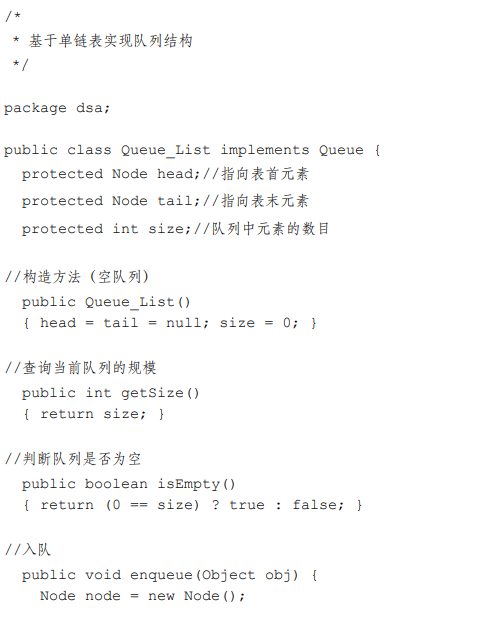 /*
 * 基于单链表实现队列结构
 */
package dsa;
public class Queue_List implements Queue {
  protected Node head;//指向表首元素
  protected Node tail;//指向表末元素
  protected int size;//队列中元素的数目
//构造方法（空队列）
  public Queue_List()
  { head = tail = null; size = 0; }
//查询当前队列的规模
  public int getSize()
  { return size; }
//判断队列是否为空
  public boolean isEmpty()
  { return (0 == size) ? true : false; }
//入队
  public void enqueue(Object obj) {
    Node node = new Node();